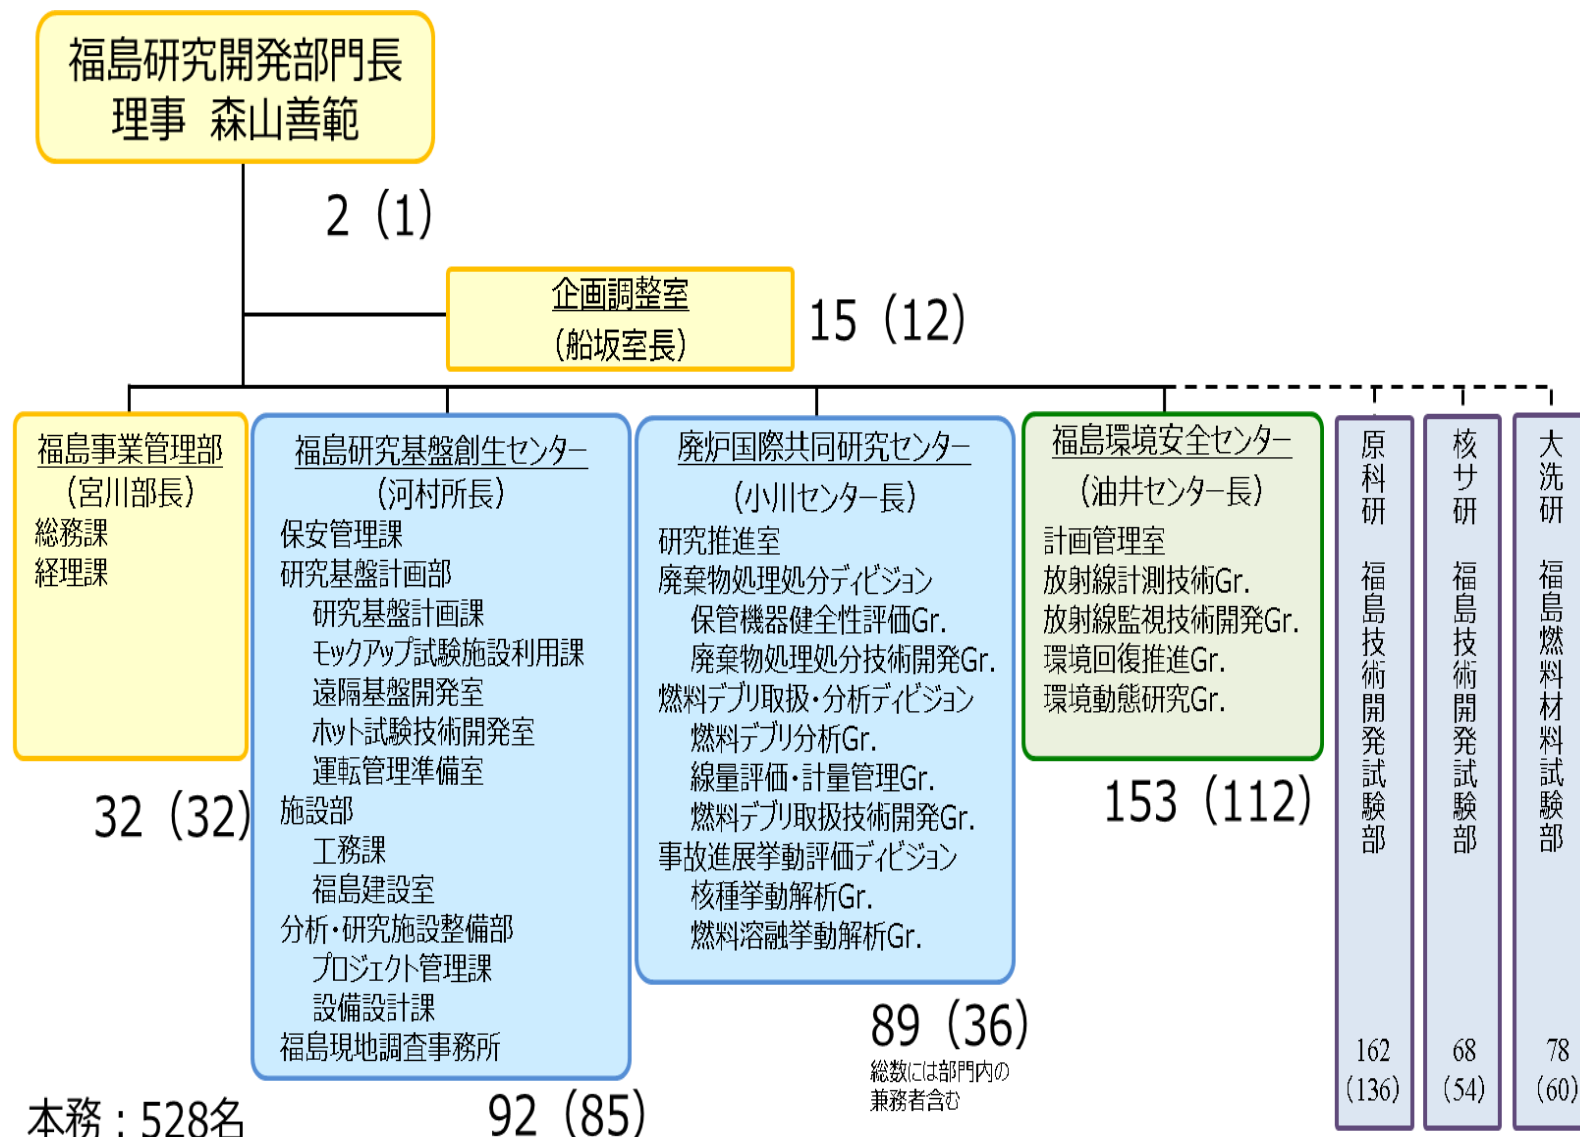 福島研究開発部門長
理事 森山善範
2（1）
企画調整室
（船坂室長）
15（12）
福島事業管理部
（宮川部長）
総務課
経理課
32（32）
福島研究基盤創生センター
（河村所長）
保安管理課
研究基盤計画部
研究基盤計画課
モックアップ試験施設利用課
遠隔基盤開発室
ホット試験技術開発室
運転管理準備室
施設部
工務課
福島建設室
分析・研究施設整備部
プロジェクト管理課
設備設計課
福島現地調査事務所
92（85）
廃炉国際共同研究センター
（小川センター長）
研究推進室
廃棄物処理処分ディビジョン
保管機器健全性評価Gr.
廃棄物処理処分技術開発Gr.
燃料デブリ取扱・分析ディビジョン
燃料デブリ分析Gr.
線量評価・計量管理Gr.
燃料デブリ取扱技術開発Gr.
事故進展挙動評価ディビジョン
核種挙動解析Gr.
燃料溶融挙動解析Gr.
89（36）
総数には部門内の
兼務者含む
福島環境安全センター
（油井センター長）
計画管理室
放射線計測技術Gr.
放射線監視技術開発Gr.
環境回復推進Gr.
環境動態研究Gr.
153（112）
原科研 福島技術開発試験部
162
(136)
核サ研 福島技術開発試験部
68
(54)
大洗研 福島燃料材料試験部
78
(60)
本務：528名